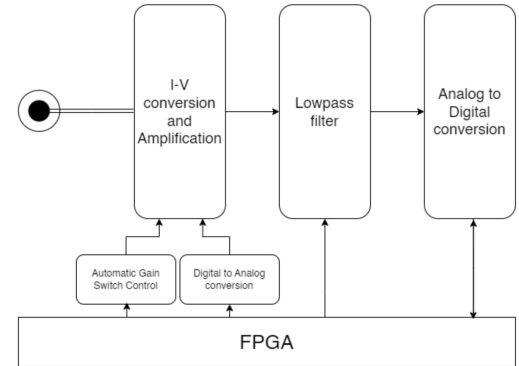 I-V
conversion
and
Amplification
Lowpass
filter
Analog to
Digital
conversion
Automatic Gain
Switch Control
Digital to Analog
conversion
FPGA